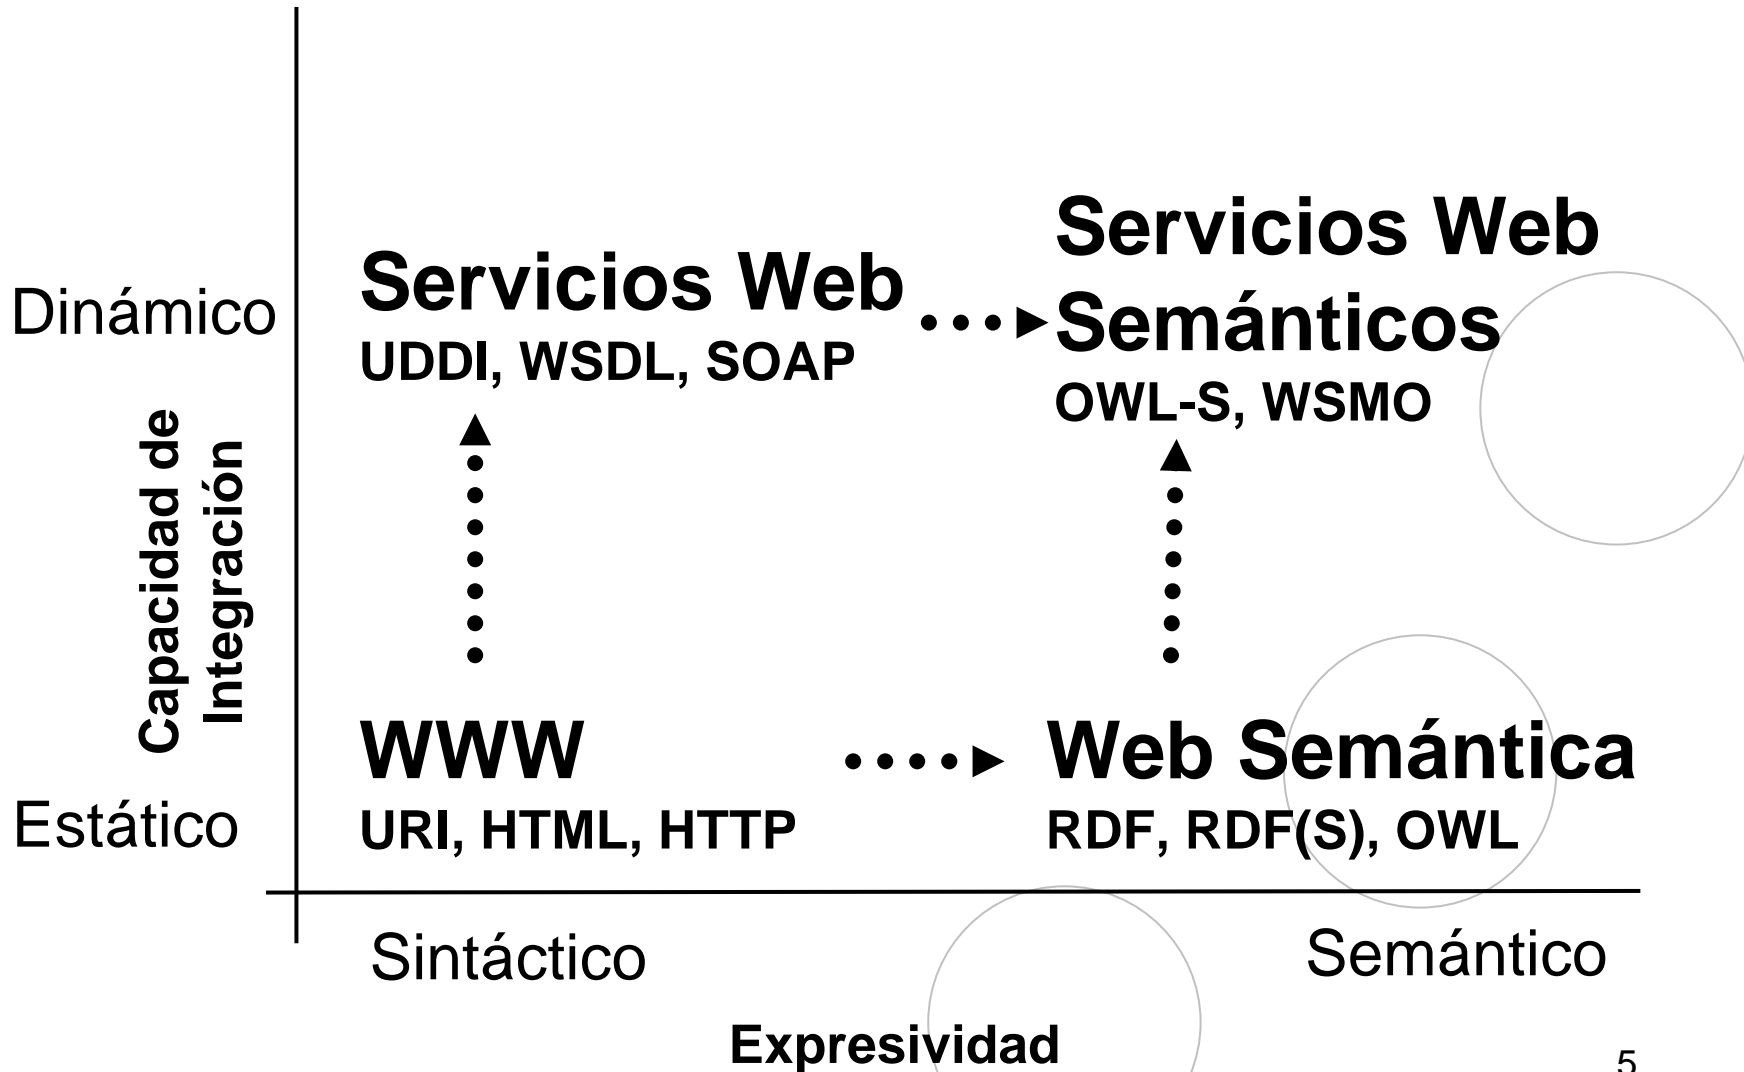 Servicios Web
Semánticos
OWL-S, WSMO
Servicios Web
UDDI, WSDL, SOAP
Dinámico
Capacidad de
Integración
WWW
URI, HTML, HTTP
Web Semántica
RDF, RDF(S), OWL
Estático
Sintáctico
Semántico
Expresividad
5